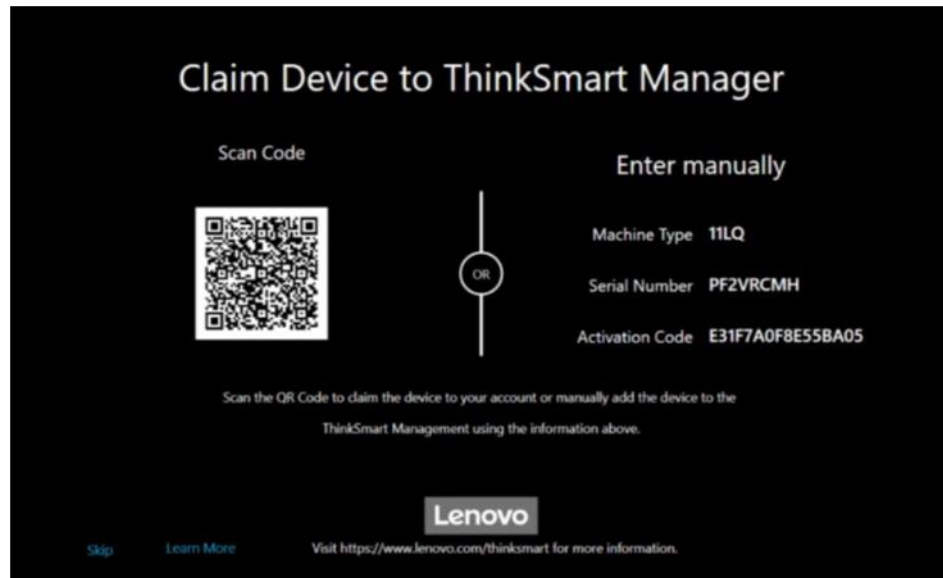 Claim Device to ThinkSmart Manager
Scan Code
OR
Enter manually
Machine Type 11LQ
Serial Number PF2VRCMH
Activation Code E31F7A0F8E55BA05
Scan the QR Code to claim the device to your account or manually add the device to the
ThinkSmart Management using the information above.
Lenovo
Skip Learn More Visit https://www.lenovo.com/thinksmart for more information.